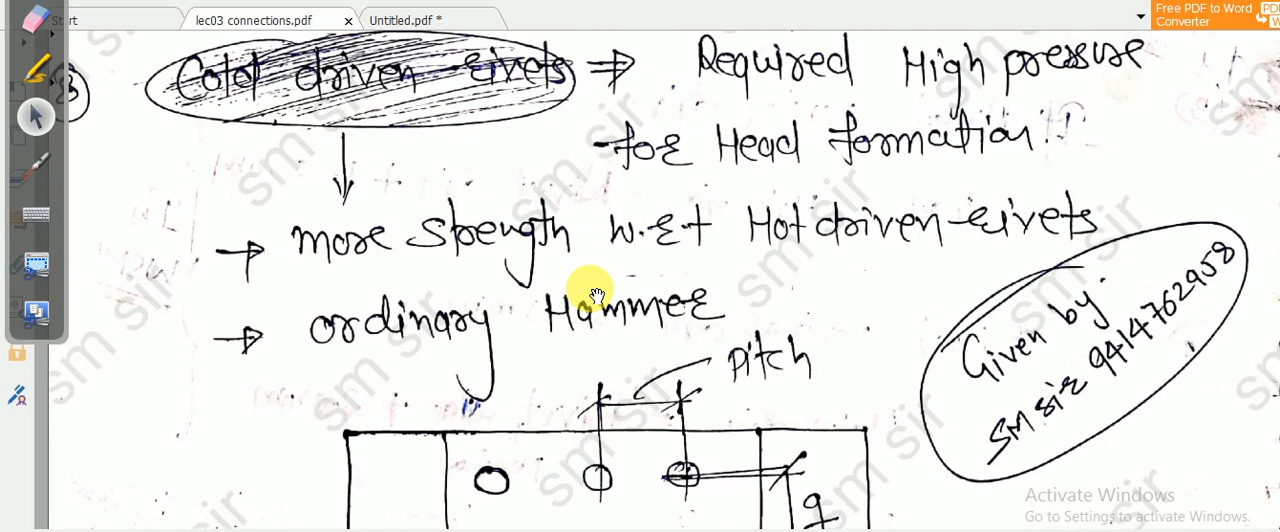 Start
lec03 connections.pdf
Untitled.pdf *
Free PDF to Word
Converter
Cold driven rivets ⇒ Required High pressure
for Head formation!!
→ more strength w.r.t Hot driven rivets
→ ordinary Hammer
Pitch
g
Given by.
SM sir 9414762958
sm sir
Activate Windows
Go to Settings to activate Windows.